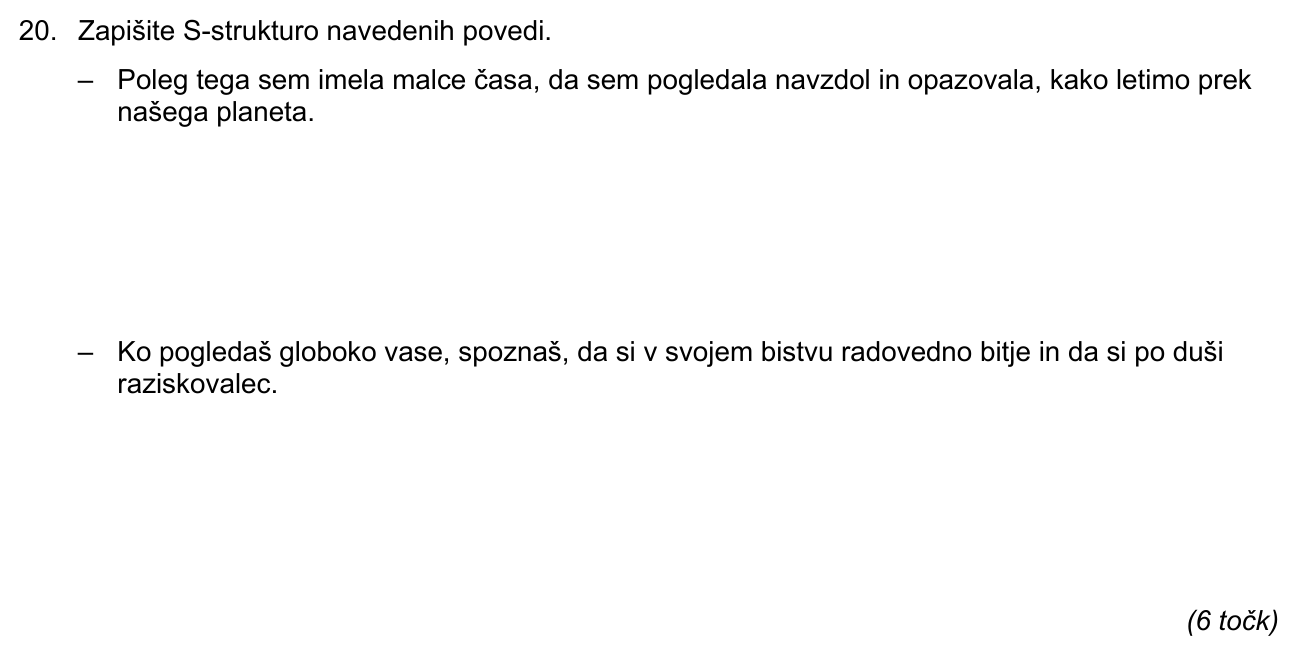 20. Zapišite S-strukturo navedenih povedi.
– Poleg tega sem imela malce časa, da sem pogledala navzdol in opazovala, kako letimo prek
našega planeta.
– Ko pogledaš globoko vase, spoznaš, da si v svojem bistvu radovedno bitje in da si po duši
raziskovalec.
(6 točk)